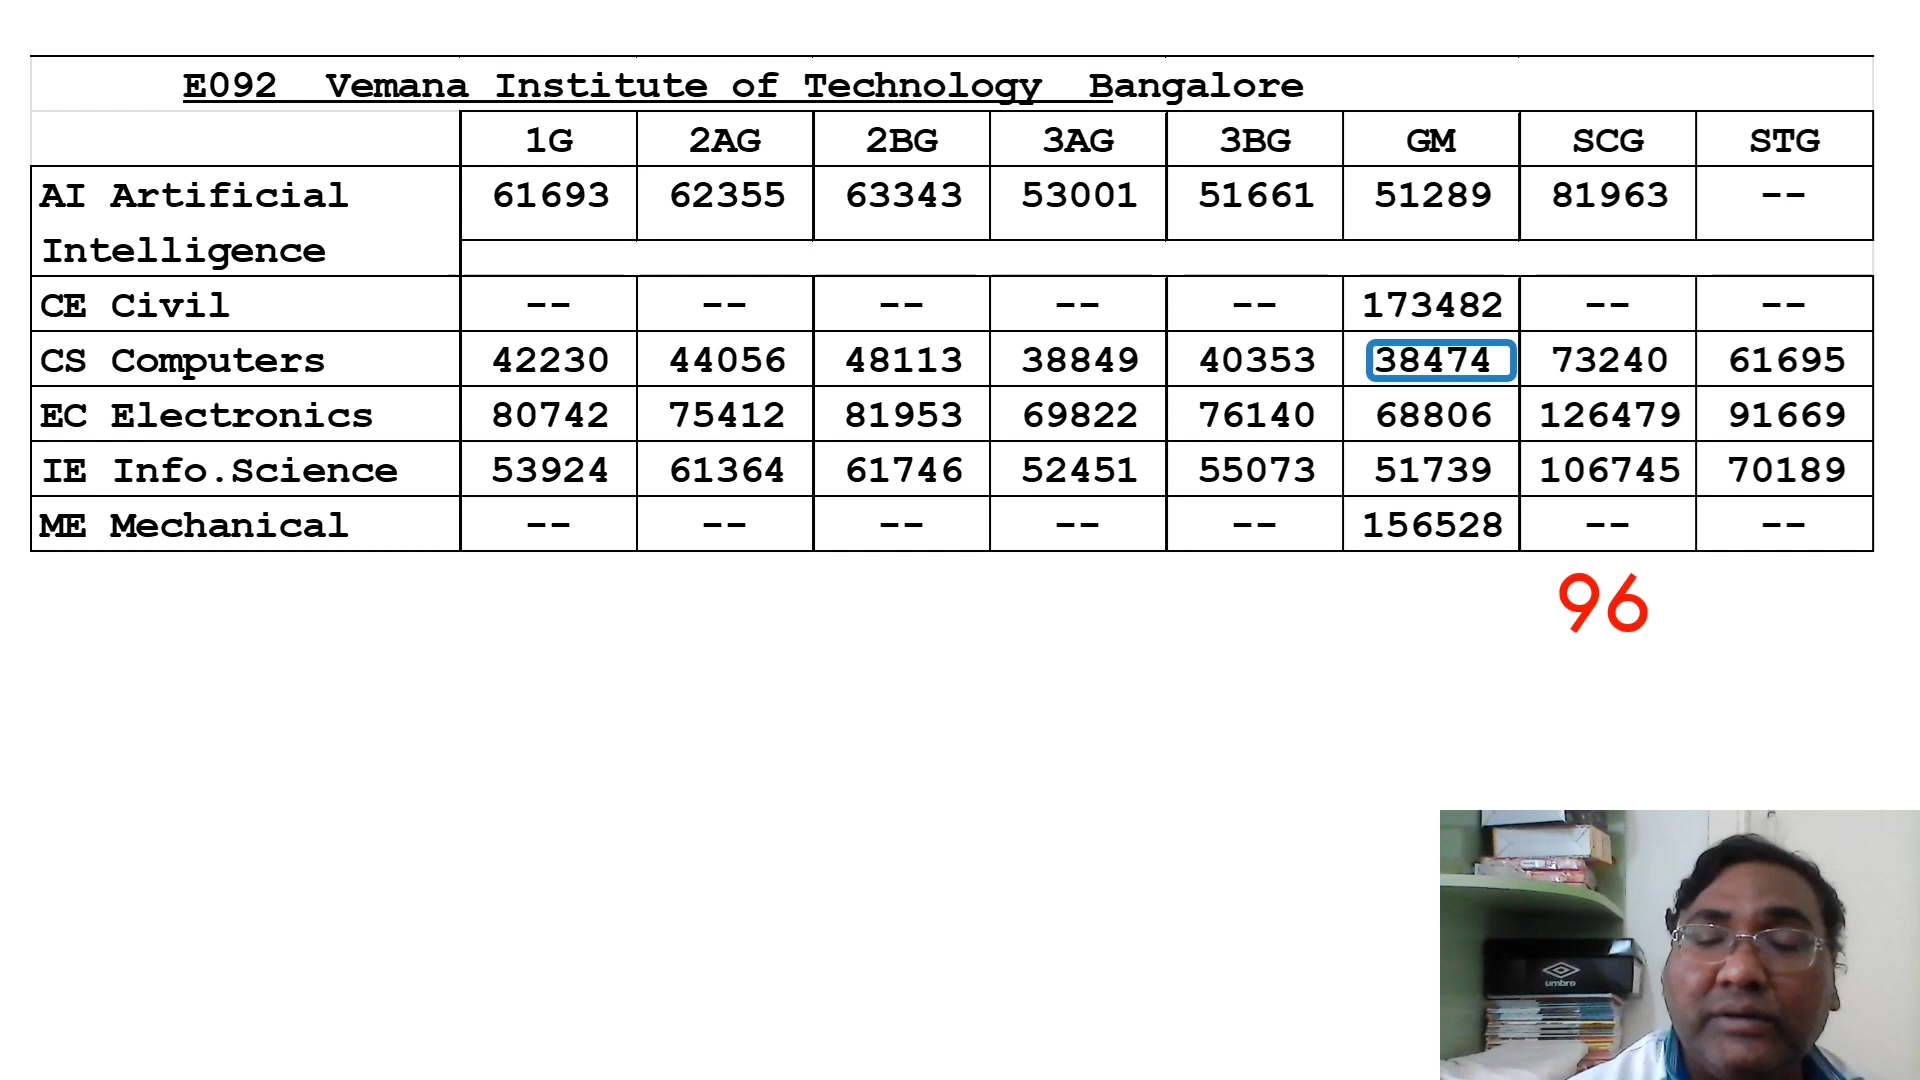 E092 Vemana Institute of Technology Bangalore
1G 2AG 2BG 3AG 3BG GM SCG STG
AI Artificial Intelligence 61693 62355 63343 53001 51661 51289 81963 --
CE Civil -- -- -- -- -- 173482 -- --
CS Computers 42230 44056 48113 38849 40353 38474 73240 61695
EC Electronics 80742 75412 81953 69822 76140 68806 126479 91669
IE Info.Science 53924 61364 61746 52451 55073 51739 106745 70189
ME Mechanical -- -- -- -- -- 156528 -- --
96
umbro